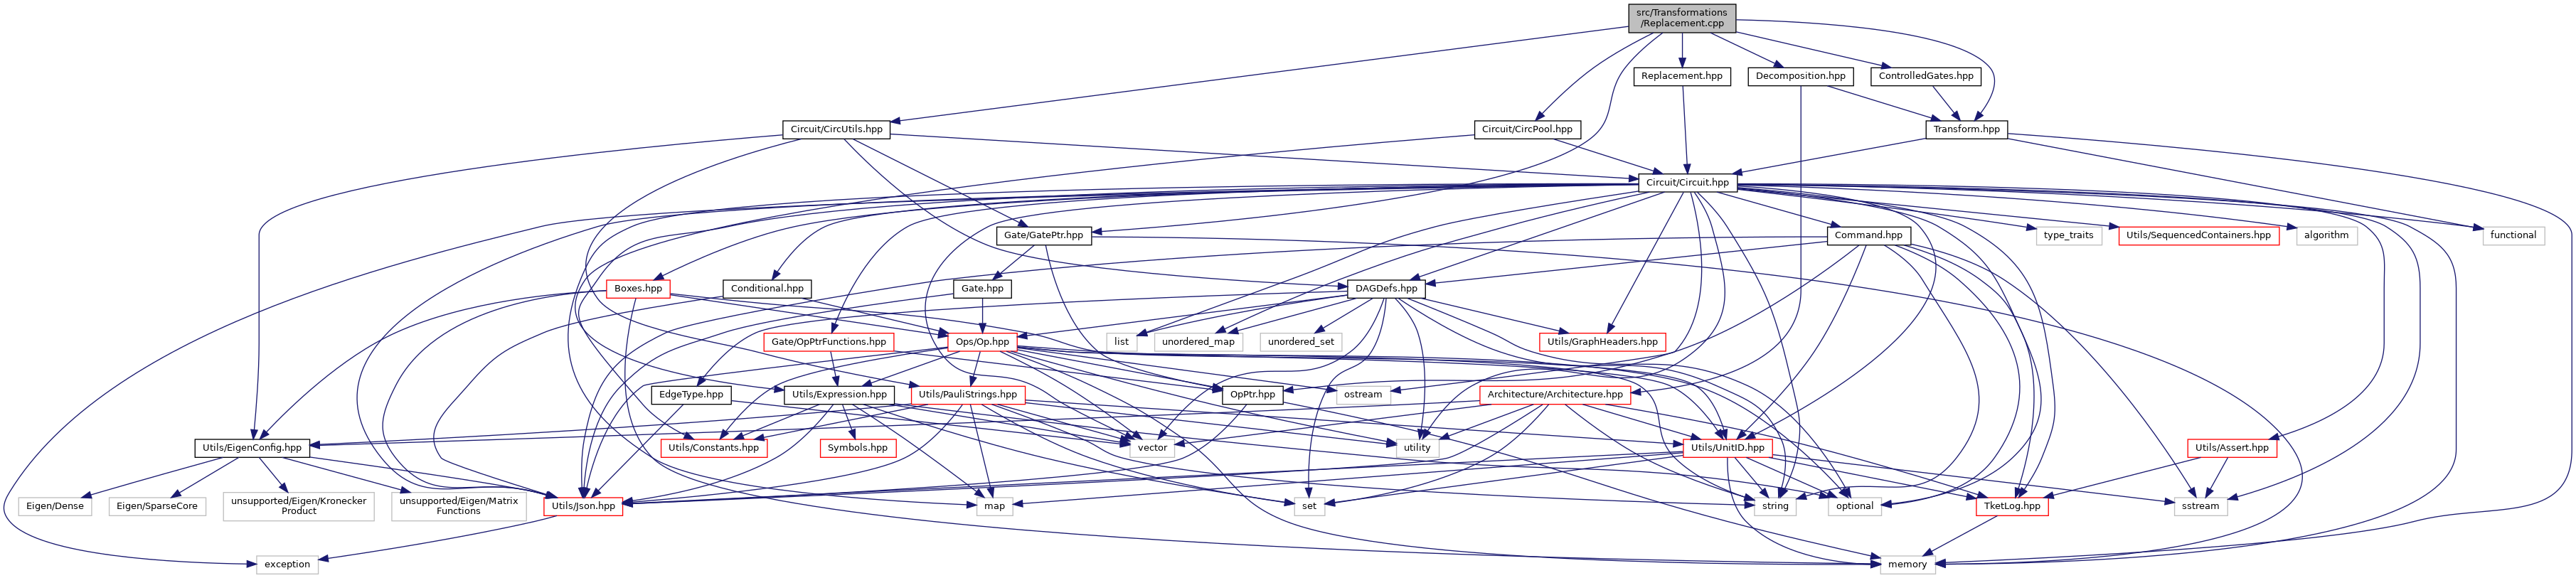 src/Transformations
/Replacement.cpp
Replacement.hpp
Decomposition.hpp
ControlledGates.hpp
Circuit/CircUtils.hpp
Circuit/CircPool.hpp
Transform.hpp
Circuit/Circuit.hpp
Gate/GatePtr.hpp
Command.hpp
type_traits
Utils/SequencedContainers.hpp
algorithm
functional
Boxes.hpp
Conditional.hpp
Gate.hpp
DAGDefs.hpp
Gate/OpPtrFunctions.hpp
Ops/Op.hpp
list
unordered_map
unordered_set
Utils/GraphHeaders.hpp
EdgeType.hpp
Utils/Expression.hpp
Utils/PauliStrings.hpp
OpPtr.hpp
ostream
Architecture/Architecture.hpp
Utils/EigenConfig.hpp
Utils/Constants.hpp
Symbols.hpp
vector
utility
Utils/UnitID.hpp
Utils/Assert.hpp
Eigen/Dense
Eigen/SparseCore
unsupported/Eigen/Kronecker
Product
unsupported/Eigen/Matrix
Functions
Utils/Json.hpp
map
set
string
optional
TketLog.hpp
sstream
exception
memory